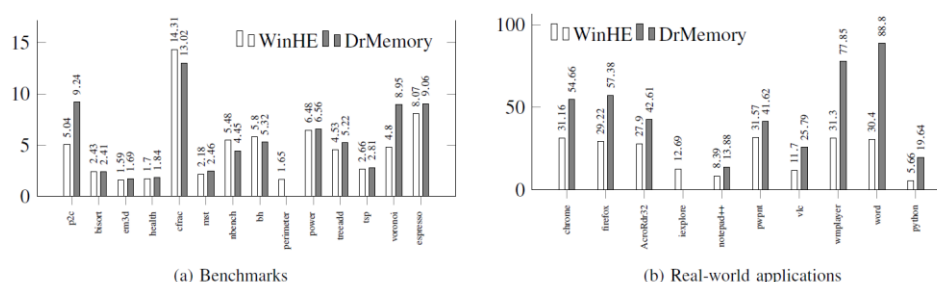 15
10
5
0
WinHE DrMemory
5.04 9.24 2.43 2.41 1.59 1.69 1.7 1.84 14.31 13.02 2.18 2.46 5.48 4.45 5.8 5.32 1.65 6.48 6.56 4.53 5.22 2.66 2.81 4.8 8.95 8.07 9.06
p2c bisort em3d health cfrac mst nbench bh perimeter power treeadd tsp voronoi espresso
(a) Benchmarks
100
50
0
WinHE DrMemory
31.16 54.66 29.22 57.38 27.9 42.61 12.69 8.39 13.88 31.57 41.62 11.7 25.79 31.3 77.85 30.4 88.8 5.66 19.64
chrome firefox AcroRdr32 iexplore notepad++ pwpnt vlc wmplayer word python
(b) Real-world applications